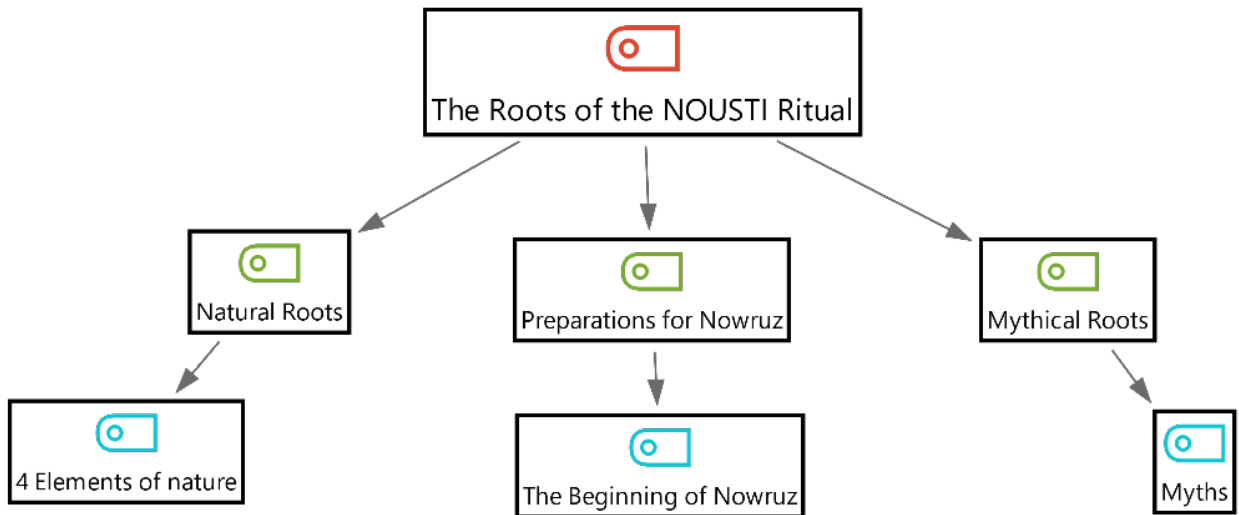 The Roots of the NOUSTI Ritual
Natural Roots
Preparations for Nowruz
Mythical Roots
4 Elements of nature
The Beginning of Nowruz
Myths